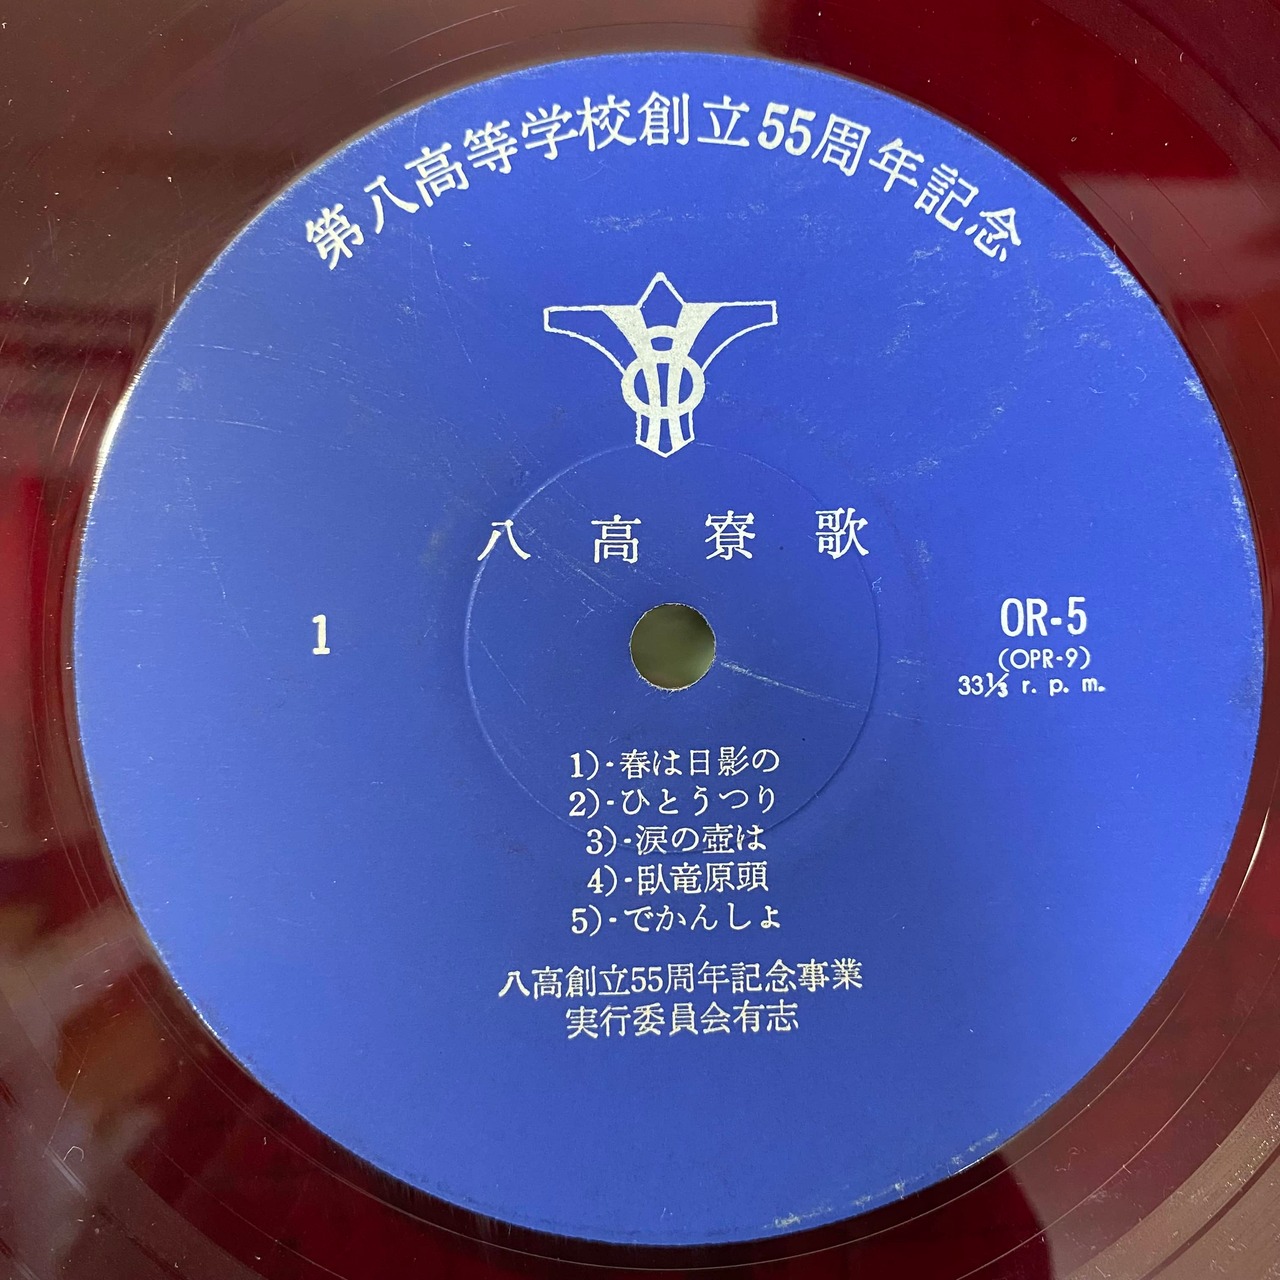 第八高等学校創立55周年記念
八高寮歌
1
OR-5
(OPR-9)
33⅓ r. p. m.
1)·春は日影の
2)·ひとうつり
3)·涙の壺は
4)·臥竜原頭
5)·でかんしょ
八高創立55周年記念事業
実行委員会有志